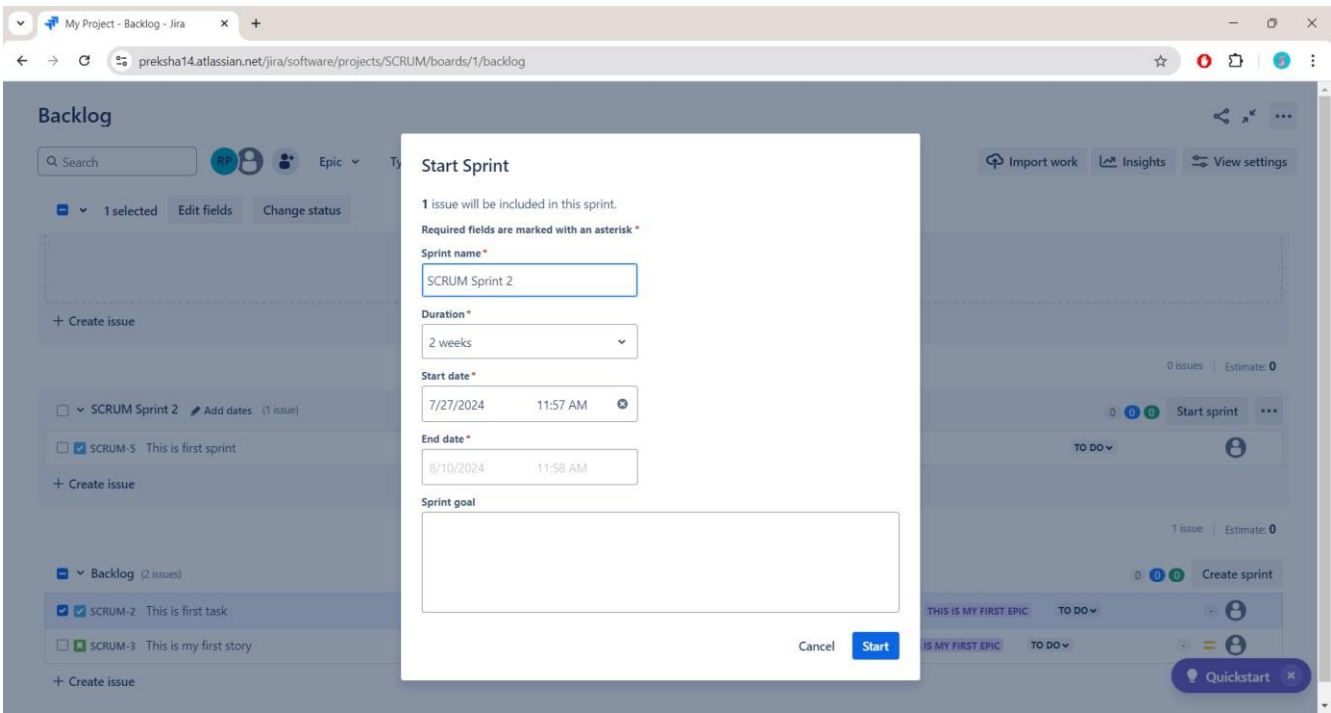 My Project - Backlog - Jira
preksha14.atlassian.net/jira/software/projects/SCRUM/boards/1/backlog
Backlog
Search
RP
Epic
Ty
Import work
Insights
View settings
1 selected
Edit fields
Change status
+ Create issue
0 issues
Estimate: 0
SCRUM Sprint 2
Add dates
(1 issue)
0 0 0
Start sprint
SCRUM-5 This is first sprint
TO DO
+ Create issue
1 issue
Estimate: 0
Backlog (2 issues)
0 0 0
Create sprint
SCRUM-2 This is first task
THIS IS MY FIRST EPIC
TO DO
-
SCRUM-3 This is my first story
IS MY FIRST EPIC
TO DO
-
+ Create issue
Quickstart
Start Sprint
1 issue will be included in this sprint.
Required fields are marked with an asterisk *
Sprint name *
SCRUM Sprint 2
Duration *
2 weeks
Start date *
7/27/2024 11:57 AM
End date *
8/10/2024 11:58 AM
Sprint goal
Cancel
Start